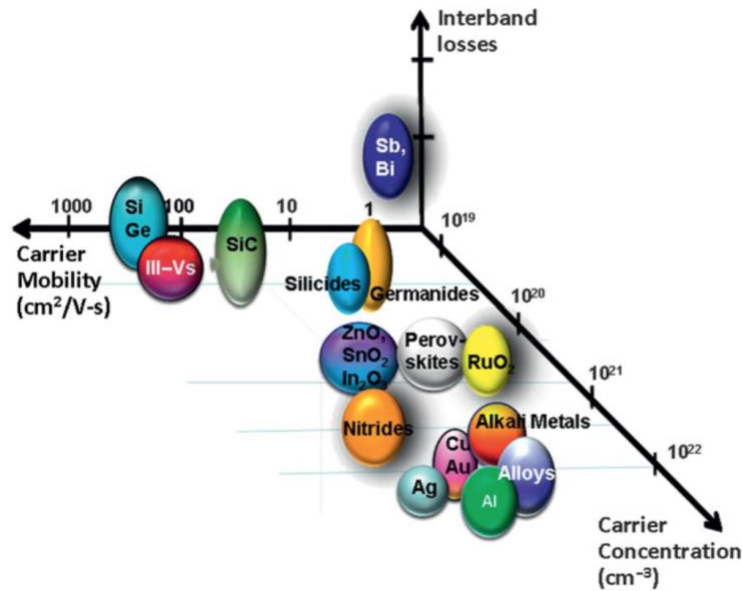 Interband
losses
Sb,
Bi
1000
100
10
1
10¹⁹
Si
Ge
SiC
III–Vs
Carrier
Mobility
(cm²/V-s)
Silicides
Germanides
10²⁰
ZnO,
SnO₂
In₂O₃
Perov-
skites
RuO₂
10²¹
Nitrides
Alkali Metals
Cu
Au
Alloys
10²²
Ag
Al
Carrier
Concentration
(cm⁻³)